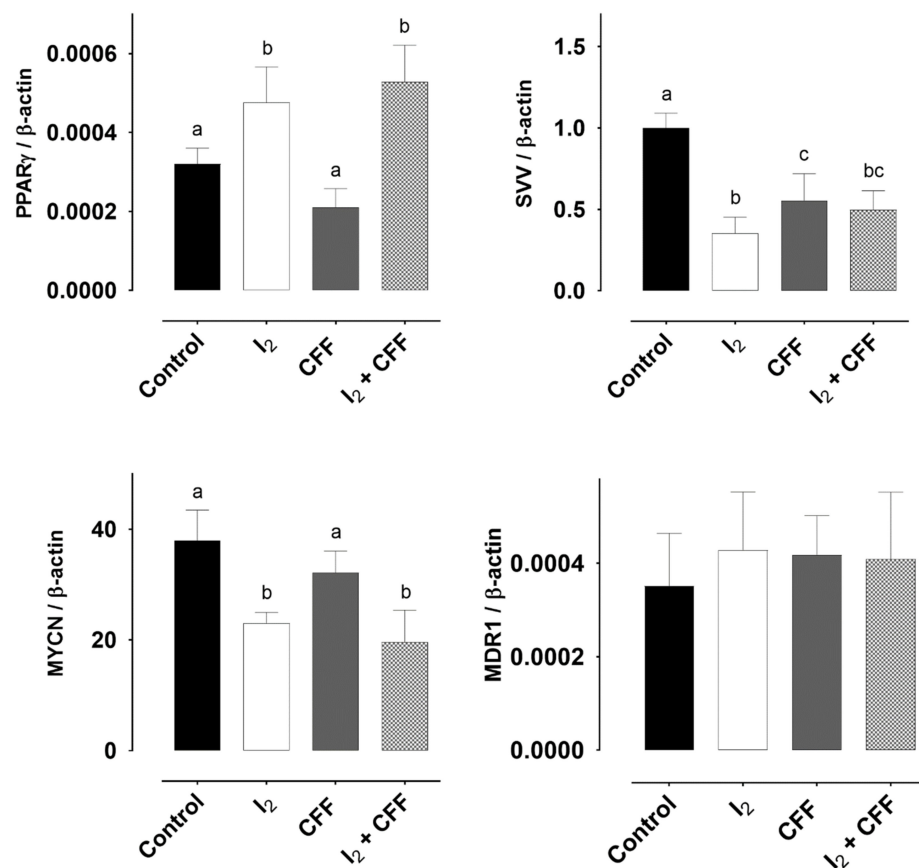 PPARγ / β-actin
0.0006
0.0004
0.0002
0.0000
a
b
a
b
Control
I₂
CFF
I₂ + CFF
SVV / β-actin
1.5
1.0
0.5
0.0
a
b
c
bc
Control
I₂
CFF
I₂ + CFF
MYCN / β-actin
40
20
0
a
b
a
b
Control
I₂
CFF
I₂ + CFF
MDR1 / β-actin
0.0004
0.0002
0.0000
Control
I₂
CFF
I₂ + CFF